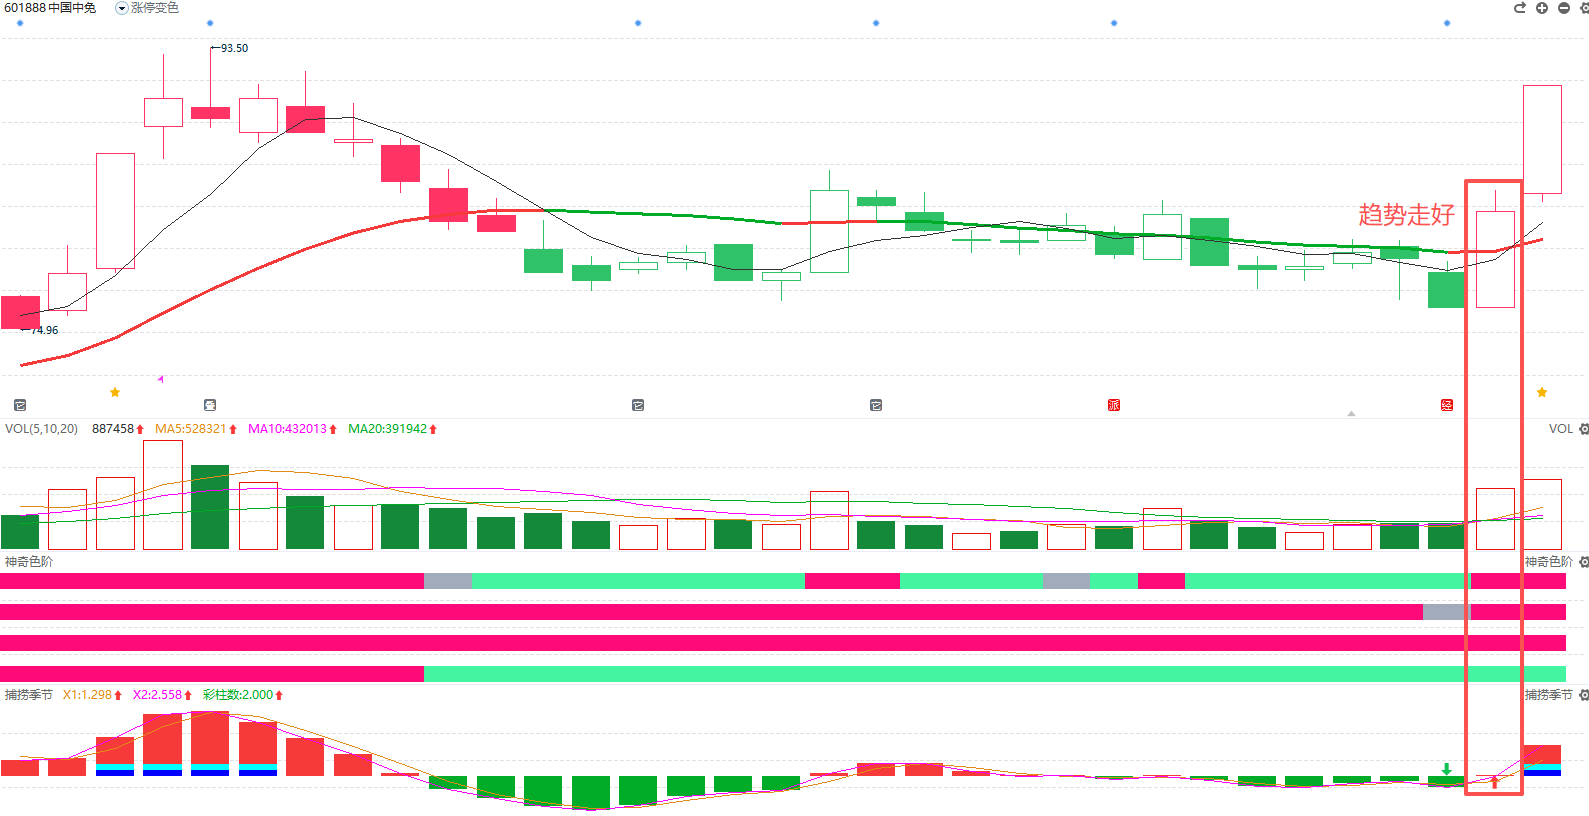 601888 中国中免 涨停变色
93.50
趋势走好
74.96
VOL(5,10,20) 887458 MA5:528321 MA10:432013 MA20:391942 VOL
神奇色阶 神奇色阶
捕捞季节 X1:1.298 X2:2.558 彩柱数:2.000 捕捞季节